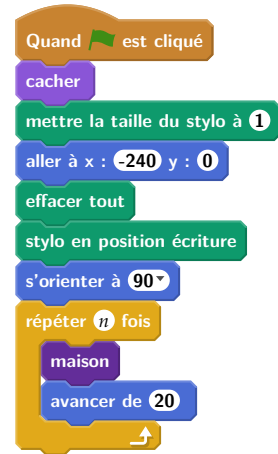 Quand est cliqué
cacher
mettre la taille du stylo à 1
aller à x : -240 y : 0
effacer tout
stylo en position écriture
s'orienter à 90
répéter n fois
maison
avancer de 20